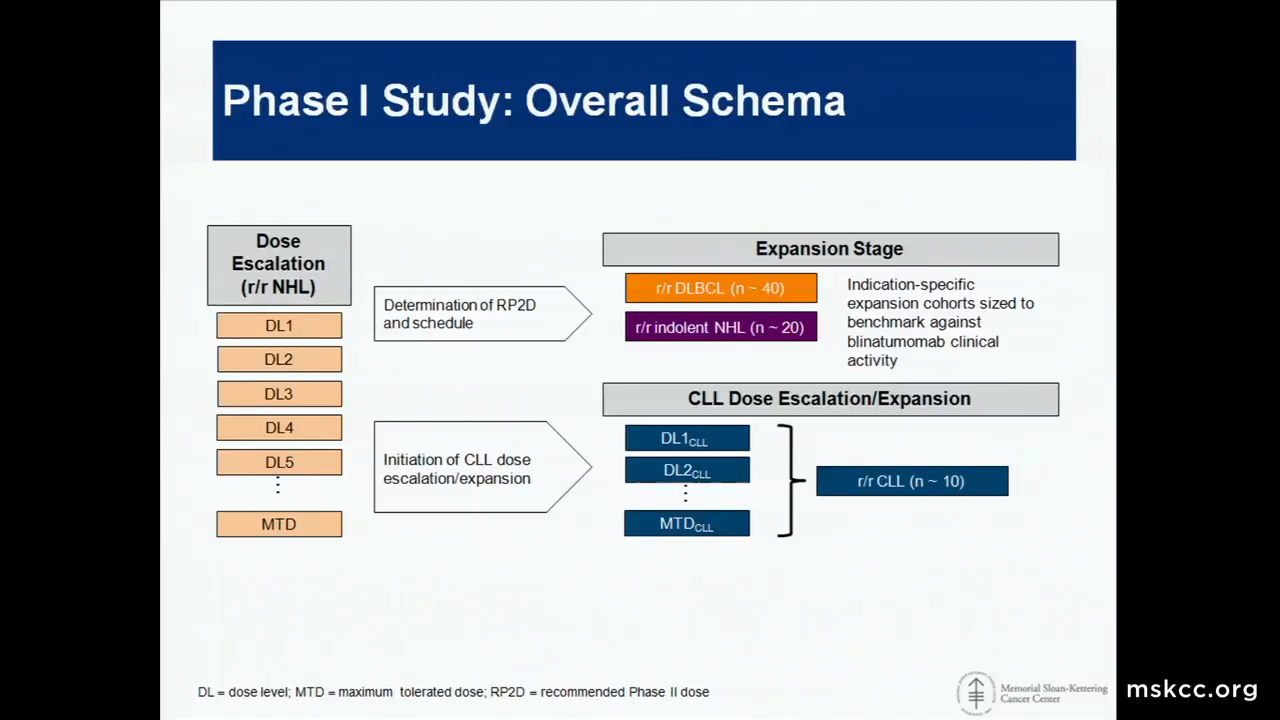 Phase I Study: Overall Schema
Dose
Escalation
(r/r NHL)
DL1
DL2
DL3
DL4
DL5
⋮
MTD
Determination of RP2D
and schedule
Initiation of CLL dose
escalation/expansion
Expansion Stage
r/r DLBCL (n ~ 40)
r/r indolent NHL (n ~ 20)
Indication-specific
expansion cohorts sized to
benchmark against
blinatumomab clinical
activity
CLL Dose Escalation/Expansion
DL1CLL
DL2CLL
⋮
MTDCLL
r/r CLL (n ~ 10)
DL = dose level; MTD = maximum tolerated dose; RP2D = recommended Phase II dose
Memorial Sloan-Kettering
Cancer Center
mskcc.org